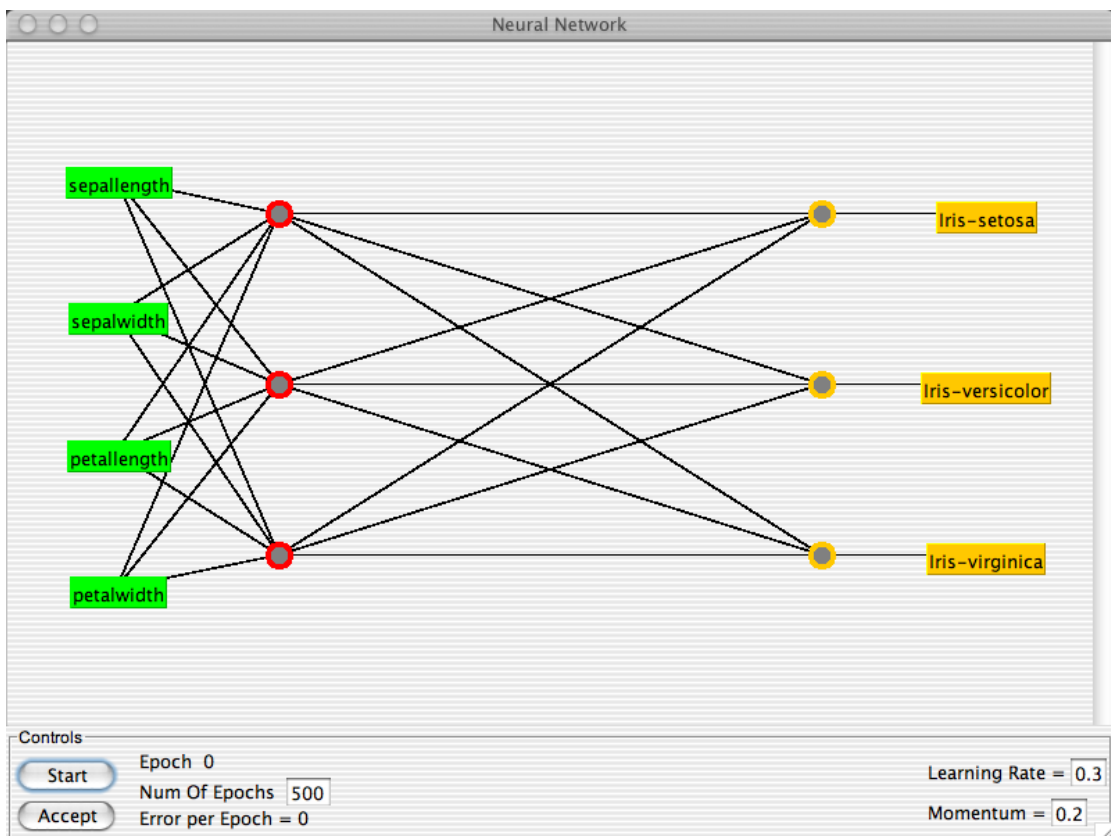 Neural Network
sepallength
Iris-setosa
sepalwidth
Iris-versicolor
petallength
Iris-virginica
petalwidth
Controls
Start
Epoch 0
Num Of Epochs 500
Accept
Error per Epoch = 0
Learning Rate = 0.3
Momentum = 0.2